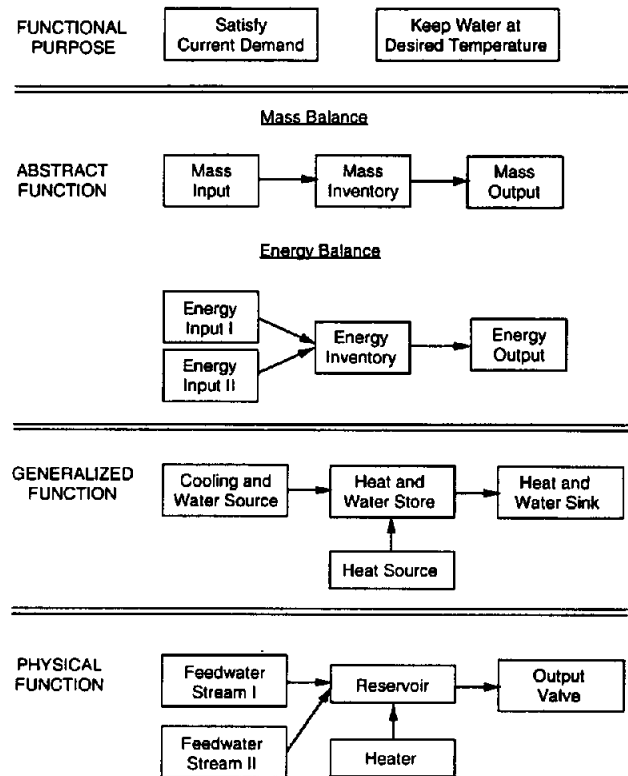 FUNCTIONAL
PURPOSE
Satisfy
Current Demand
Keep Water at
Desired Temperature
Mass Balance
ABSTRACT
FUNCTION
Mass
Input
Mass
Inventory
Mass
Output
Energy Balance
Energy
Input I
Energy
Input II
Energy
Inventory
Energy
Output
GENERALIZED
FUNCTION
Cooling and
Water Source
Heat and
Water Store
Heat and
Water Sink
Heat Source
PHYSICAL
FUNCTION
Feedwater
Stream I
Reservoir
Output
Valve
Feedwater
Stream II
Heater